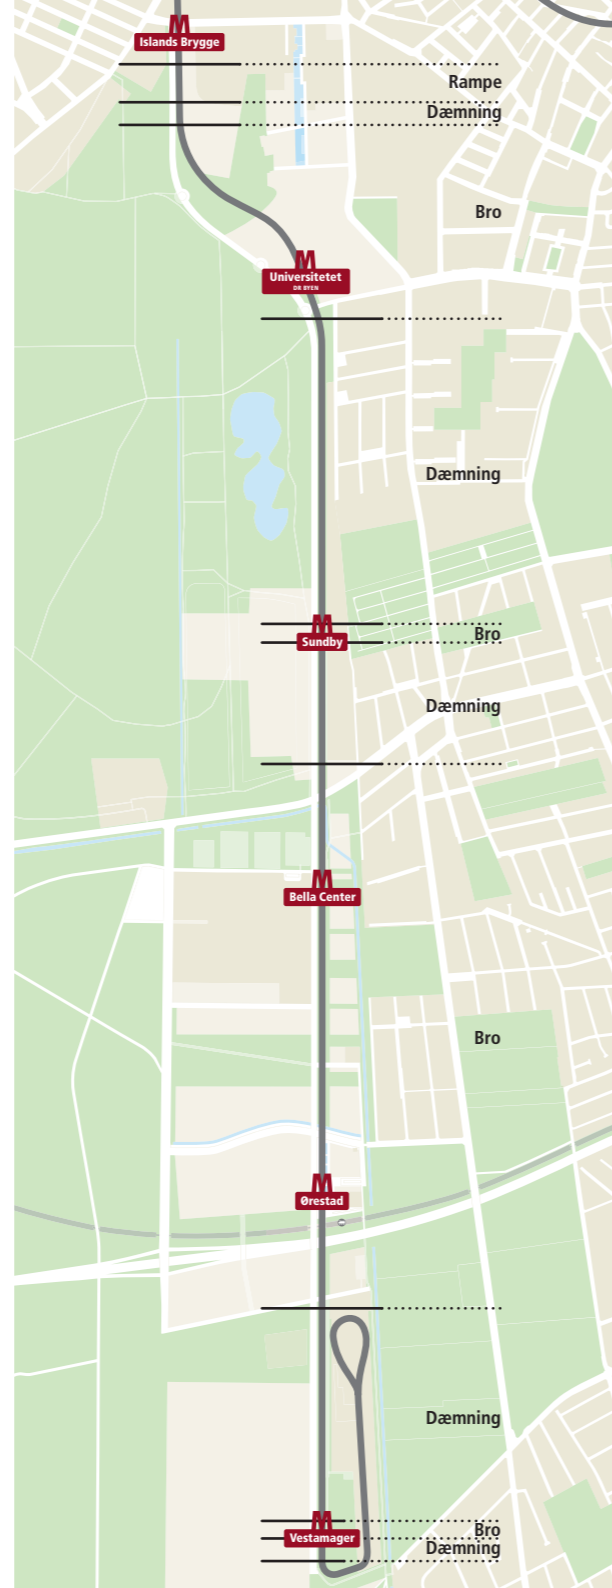 M
Islands Brygge
Rampe
Dæmning
Bro
M
Universitetet
DR BYEN
Dæmning
M
Sundby
Bro
Dæmning
M
Bella Center
Bro
M
Ørestad
Dæmning
M
Vestamager
Bro
Dæmning